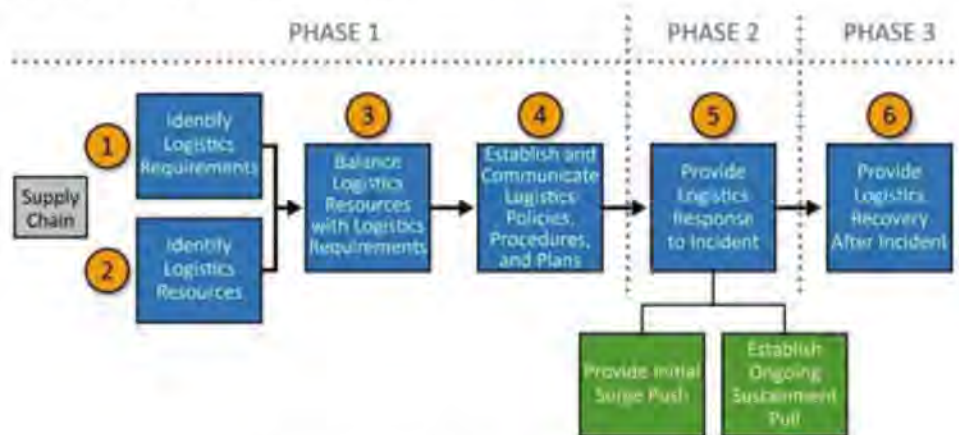 PHASE 1
PHASE 2
PHASE 3
1
Identify
Logistics
Requirements
2
Identify
Logistics
Resources
Supply
Chain
3
Balance
Logistics
Resources
with Logistics
Requirements
4
Establish and
Communicate
Logistics
Policies,
Procedures,
and Plans
5
Provide
Logistics
Response
to Incident
6
Provide
Logistics
Recovery
After Incident
Provide Initial
Surge Push
Establish
Ongoing
Sustainment
Pull